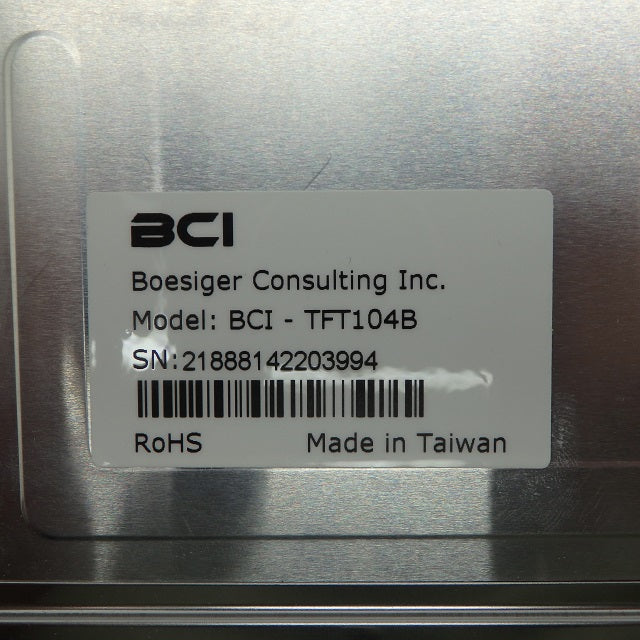 BCI
Boesiger Consulting Inc.
Model: BCI - TFT104B
SN:21888142203994
RoHS Made in Taiwan